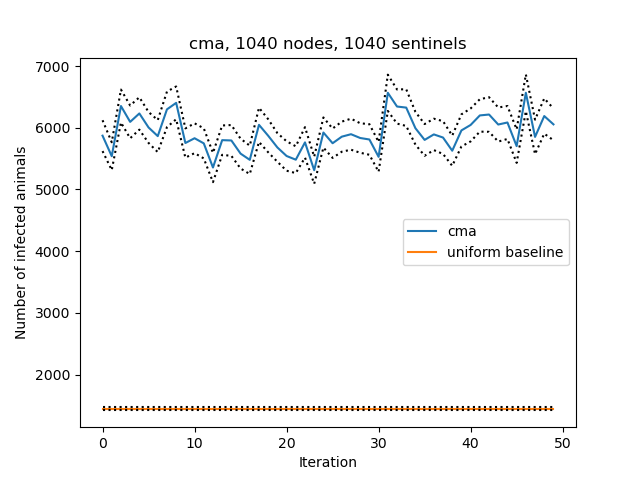 cma, 1040 nodes, 1040 sentinels
7000
6000
5000
4000
3000
2000
Number of infected animals
cma
uniform baseline
0
10
20
30
40
50
Iteration